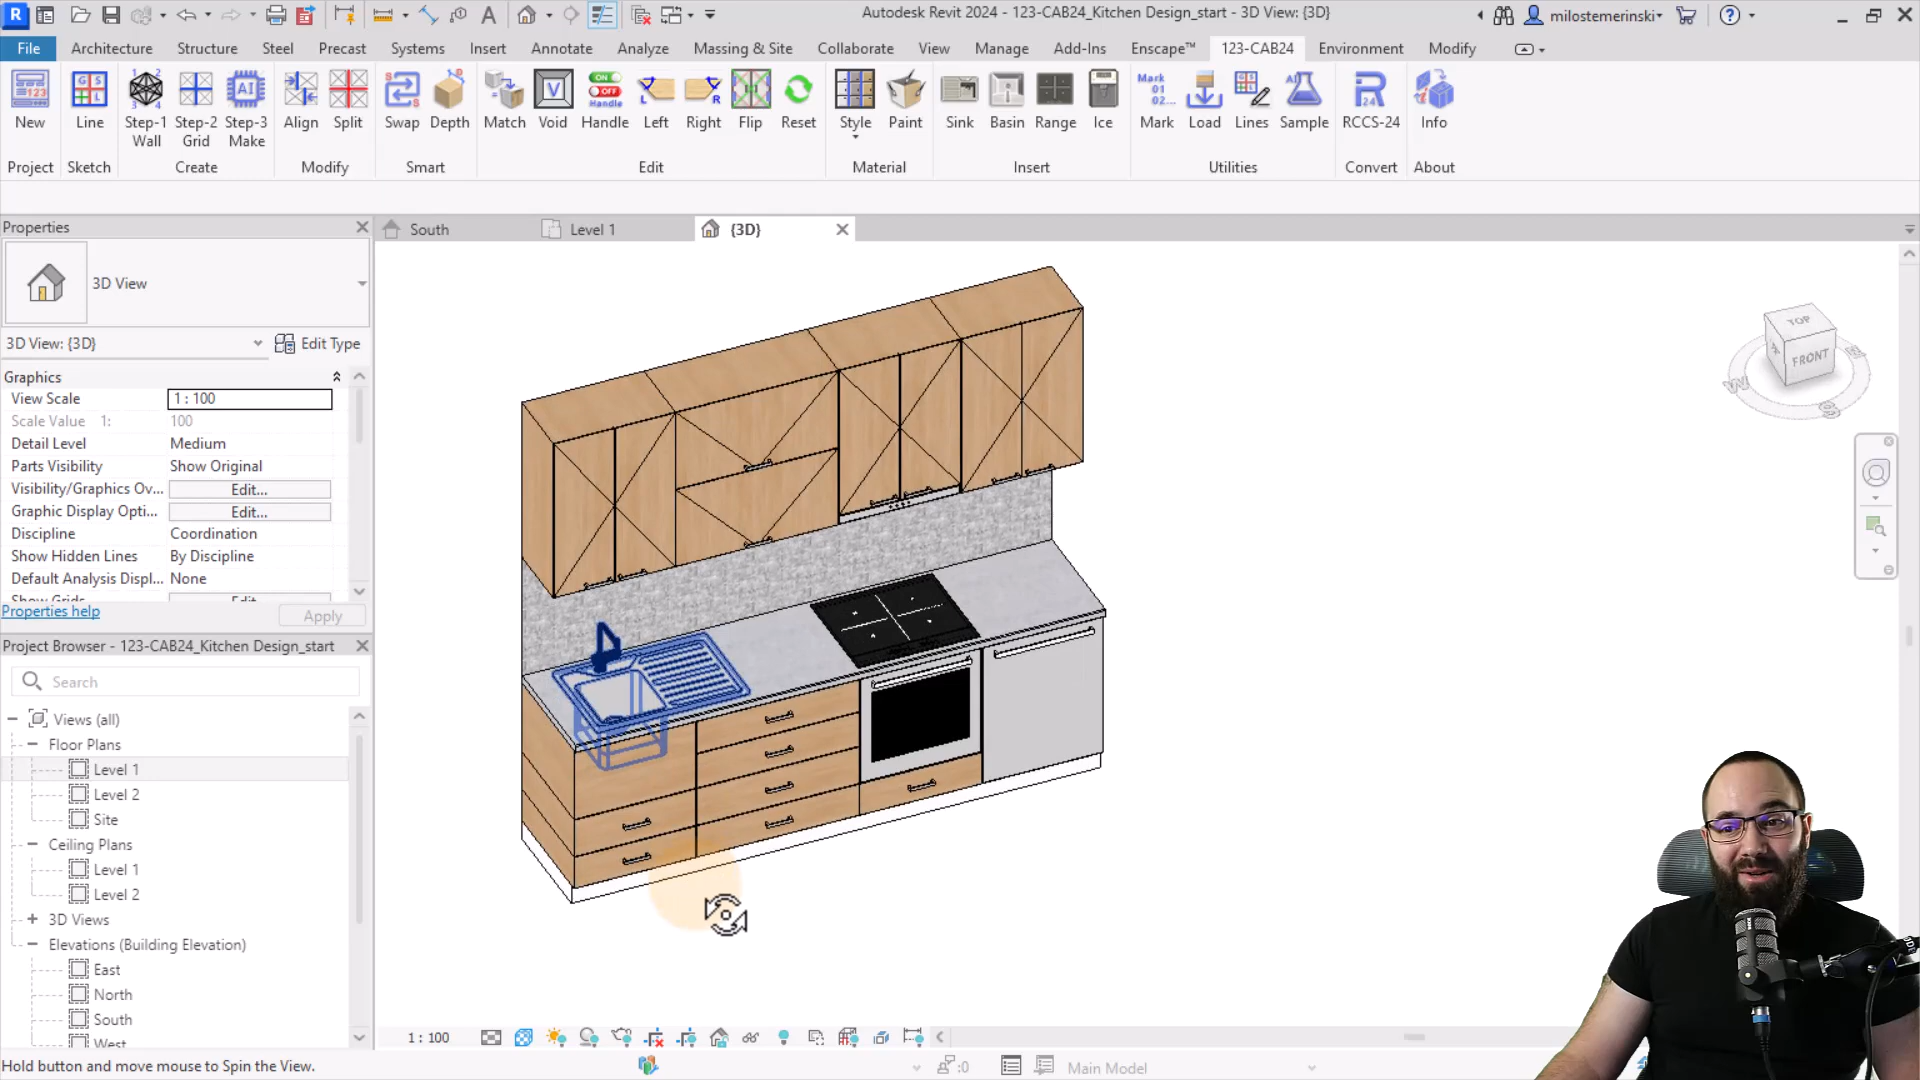 Autodesk Revit 2024 - 123-CAB24_Kitchen Design_start - 3D View: {3D}
milostemerinski
File Architecture Structure Steel Precast Systems Insert Annotate Analyze Massing & Site Collaborate View Manage Add-Ins Enscape™ 123-CAB24 Environment Modify
New Line Step-1 Wall Step-2 Grid Step-3 Make Align Split Swap Depth Match Void Handle Left Right Flip Reset Style Paint Sink Basin Range Ice Mark Load Lines Sample RCCS-24 Info
Project Sketch Create Modify Smart Edit Material Insert Utilities Convert About
Properties
South
Level 1
{3D}
3D View
3D View: {3D}
Edit Type
Graphics
View Scale 1 : 100
Scale Value 1: 100
Detail Level Medium
Parts Visibility Show Original
Visibility/Graphics Ov... Edit...
Graphic Display Opti... Edit...
Discipline Coordination
Show Hidden Lines By Discipline
Default Analysis Displ... None
Show Grids Edit...
Properties help
Apply
Project Browser - 123-CAB24_Kitchen Design_start
Search
Views (all)
Floor Plans
Level 1
Level 2
Site
Ceiling Plans
Level 1
Level 2
3D Views
Elevations (Building Elevation)
East
North
South
West
TOP
FRONT
W
S
E
1 : 100
Hold button and move mouse to Spin the View.
:0
Main Model